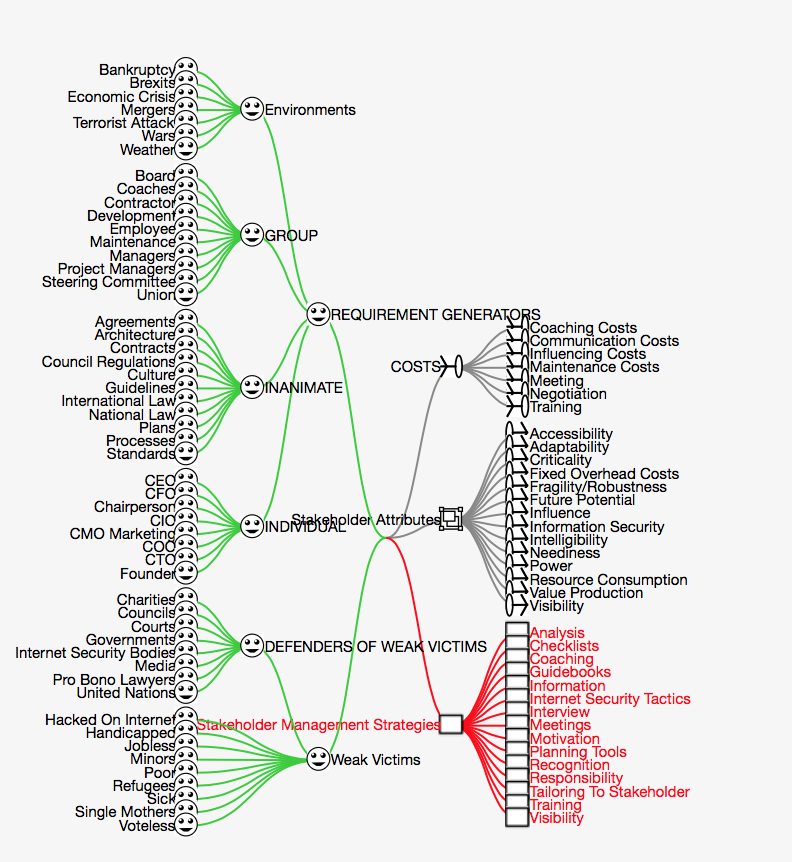 Bankruptcy
Brexits
Economic Crisis
Mergers
Terrorist Attack
Wars
Weather
Environments
Board
Coaches
Contractor
Development
Employee
Maintenance
Managers
Project Managers
Steering Committee
Union
GROUP
REQUIREMENT GENERATORS
Agreements
Architecture
Contracts
Council Regulations
Culture
Guidelines
International Law
National Law
Plans
Processes
Standards
INANIMATE
CEO
CFO
Chairperson
CIO
CMO Marketing
COO
CTO
Founder
INDIVIDUAL
Charities
Councils
Courts
Governments
Internet Security Bodies
Media
Pro Bono Lawyers
United Nations
DEFENDERS OF WEAK VICTIMS
Hacked On Internet
Handicapped
Jobless
Minors
Poor
Refugees
Sick
Single Mothers
Voteless
Weak Victims
COSTS
Coaching Costs
Communication Costs
Influencing Costs
Maintenance Costs
Meeting
Negotiation
Training
Stakeholder Attributes
Accessibility
Adaptability
Criticality
Fixed Overhead Costs
Fragility/Robustness
Future Potential
Influence
Information Security
Intelligibility
Neediness
Power
Resource Consumption
Value Production
Visibility
Stakeholder Management Strategies
Analysis
Checklists
Coaching
Guidebooks
Information
Internet Security Tactics
Interview
Meetings
Motivation
Planning Tools
Recognition
Responsibility
Tailoring To Stakeholder
Training
Visibility